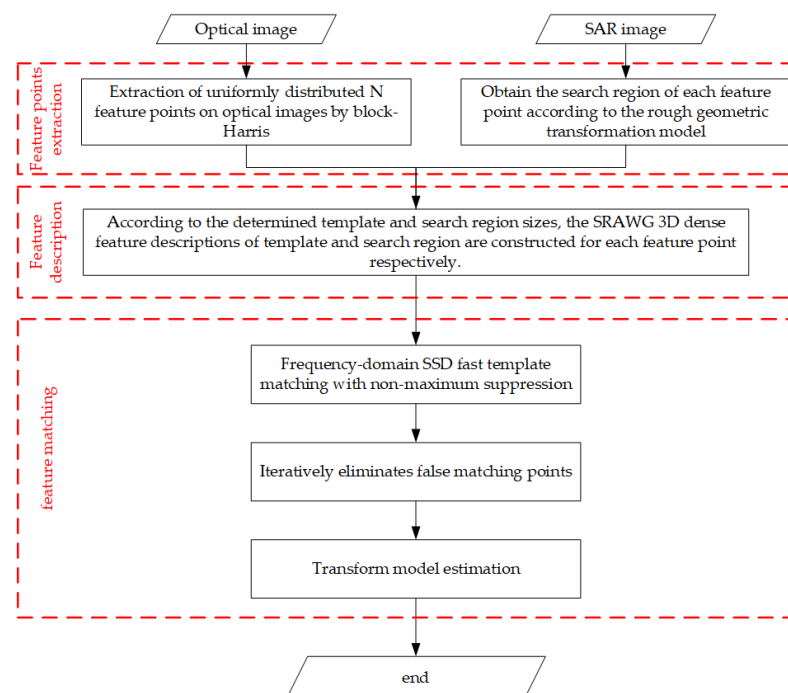 Optical image
SAR image
Feature points
extraction
Extraction of uniformly distributed N
feature points on optical images by block-
Harris
Obtain the search region of each feature
point according to the rough geometric
transformation model
Feature
description
According to the determined template and search region sizes, the SRAWG 3D dense
feature descriptions of template and search region are constructed for each feature point
respectively.
feature matching
Frequency-domain SSD fast template
matching with non-maximum suppression
Iteratively eliminates false matching points
Transform model estimation
end